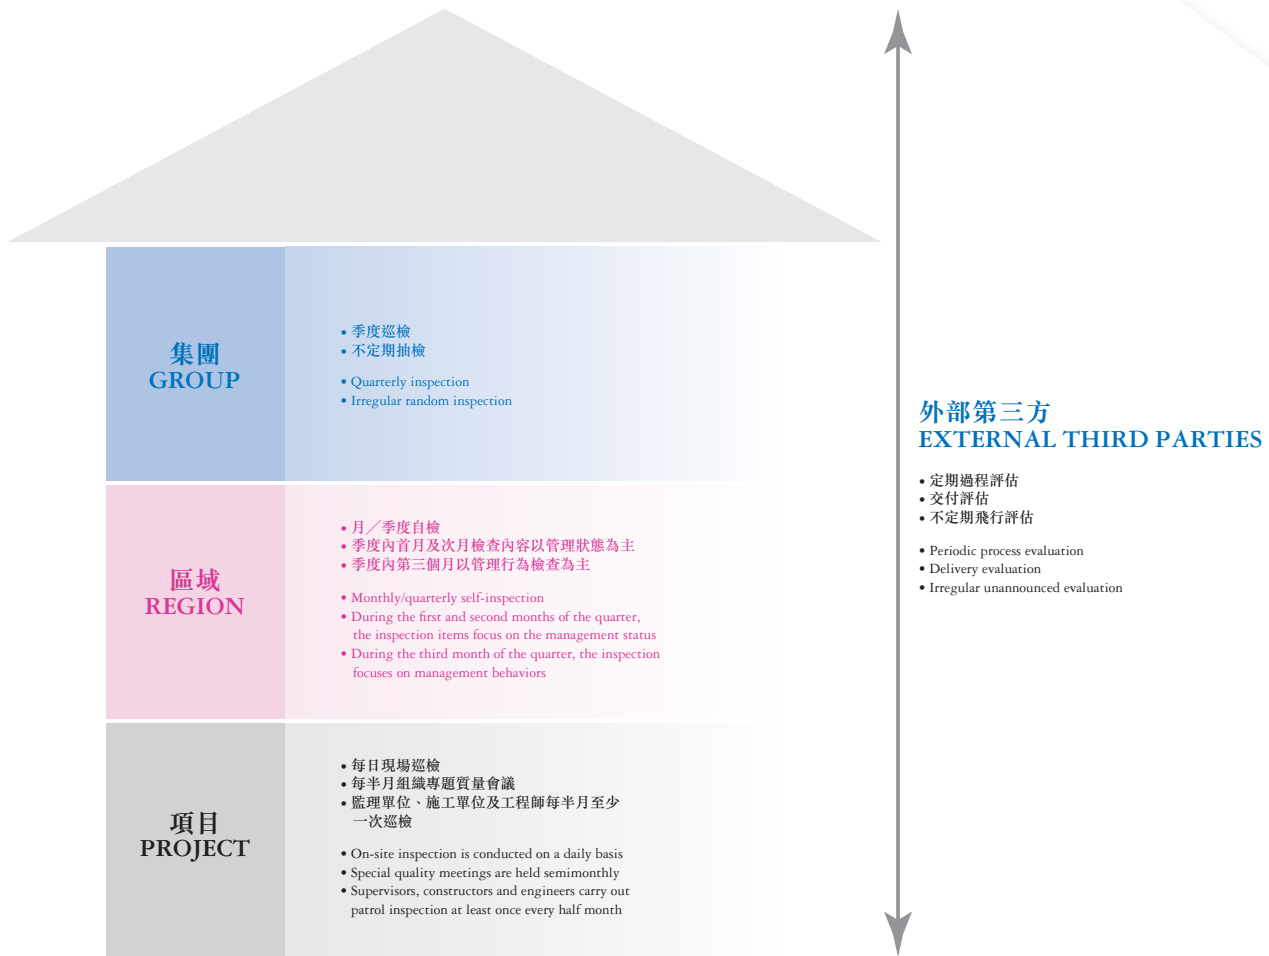 集團
GROUP
• 季度巡檢
• 不定期抽檢
• Quarterly inspection
• Irregular random inspection
區域
REGION
• 月／季度自檢
• 季度內首月及次月檢查內容以管理狀態為主
• 季度內第三個月以管理行為檢查為主
• Monthly/quarterly self-inspection
• During the first and second months of the quarter,
the inspection items focus on the management status
• During the third month of the quarter, the inspection
focuses on management behaviors
項目
PROJECT
• 每日現場巡檢
• 每半月組織專題質量會議
• 監理單位、施工單位及工程師每半月至少
一次巡檢
• On-site inspection is conducted on a daily basis
• Special quality meetings are held semimonthly
• Supervisors, constructors and engineers carry out
patrol inspection at least once every half month
外部第三方
EXTERNAL THIRD PARTIES
• 定期過程評估
• 交付評估
• 不定期飛行評估
• Periodic process evaluation
• Delivery evaluation
• Irregular unannounced evaluation